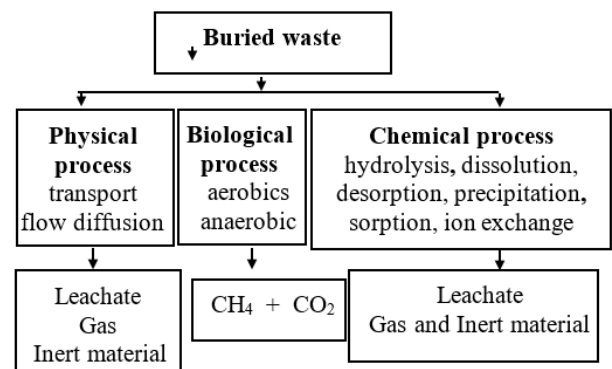 Buried waste
Physical
process
transport
flow diffusion
Biological
process
aerobics
anaerobic
Chemical process
hydrolysis, dissolution,
desorption, precipitation,
sorption, ion exchange
Leachate
Gas
Inert material
CH₄ + CO₂
Leachate
Gas and Inert material